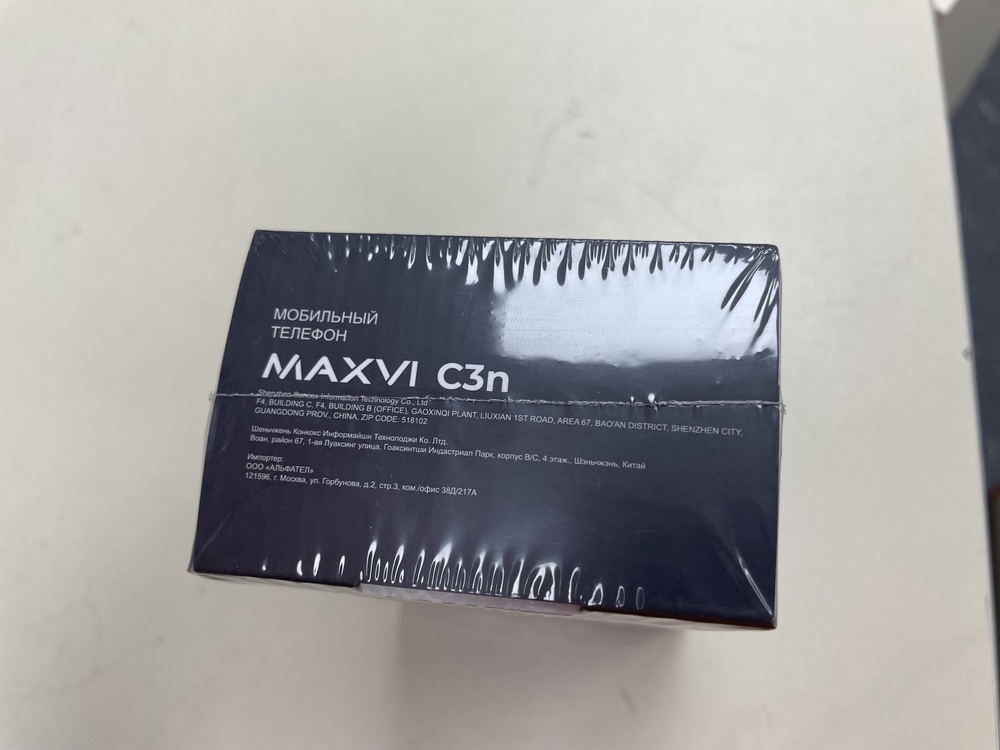 МОБИЛЬНЫЙ
ТЕЛЕФОН
MAXVI C3n
Shenzhen Concox Information Technology Co., Ltd
F4, BUILDING C, F4, BUILDING B (OFFICE), GAOXINQI PLANT, LIUXIAN 1ST ROAD, AREA 67, BAO'AN DISTRICT, SHENZHEN CITY,
GUANGDONG PROV., CHINA, ZIP CODE: 518102
Шеньчжень Конкокс Информайшн Технолоджи Ко. Лтд.
Воан, район 67, 1-ая Луаксинг улица, Гоаксинтши Индастриал Парк, корпус B/C, 4 этаж., Шэньчжэнь, Китай
Импортер:
ООО «АЛЬФАТЕЛ»
121596, г. Москва, ул. Горбунова, д.2, стр.3, ком./офис 38Д/217А